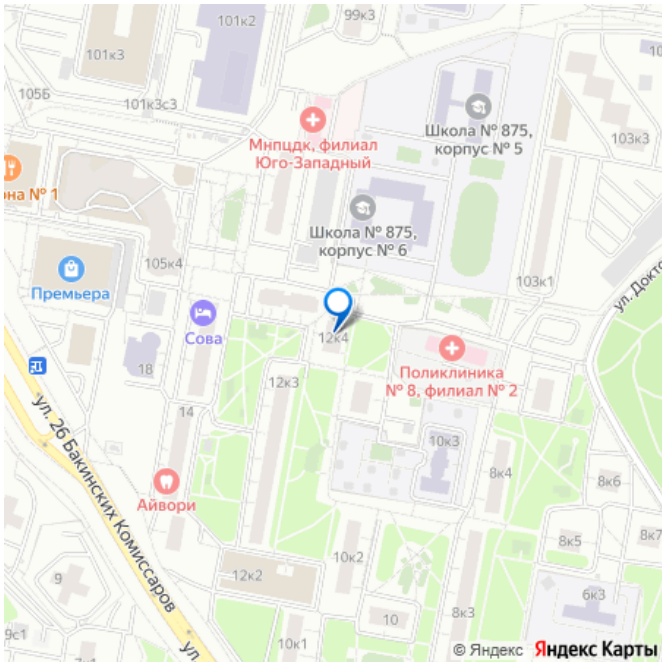 99к3
101к3
101к2
105Б
101к3с3
Мнпцдк, филиал
Юго-Западный
Школа № 875,
корпус № 5
103к3
она № 1
Школа № 875,
корпус № 6
105к4
103к1
ул. Докто
Премьера
Сова
12к4
Поликлиника
№ 8, филиал № 2
18
12к3
14
ул. 26 Бакинских Комиссаров
10к3
8к4
8к6
Айвори
8к5
10к2
12к2
9
6к3
10
8к3
9с1
7к1
10к1
ул.
© Яндекс Яндекс Карты